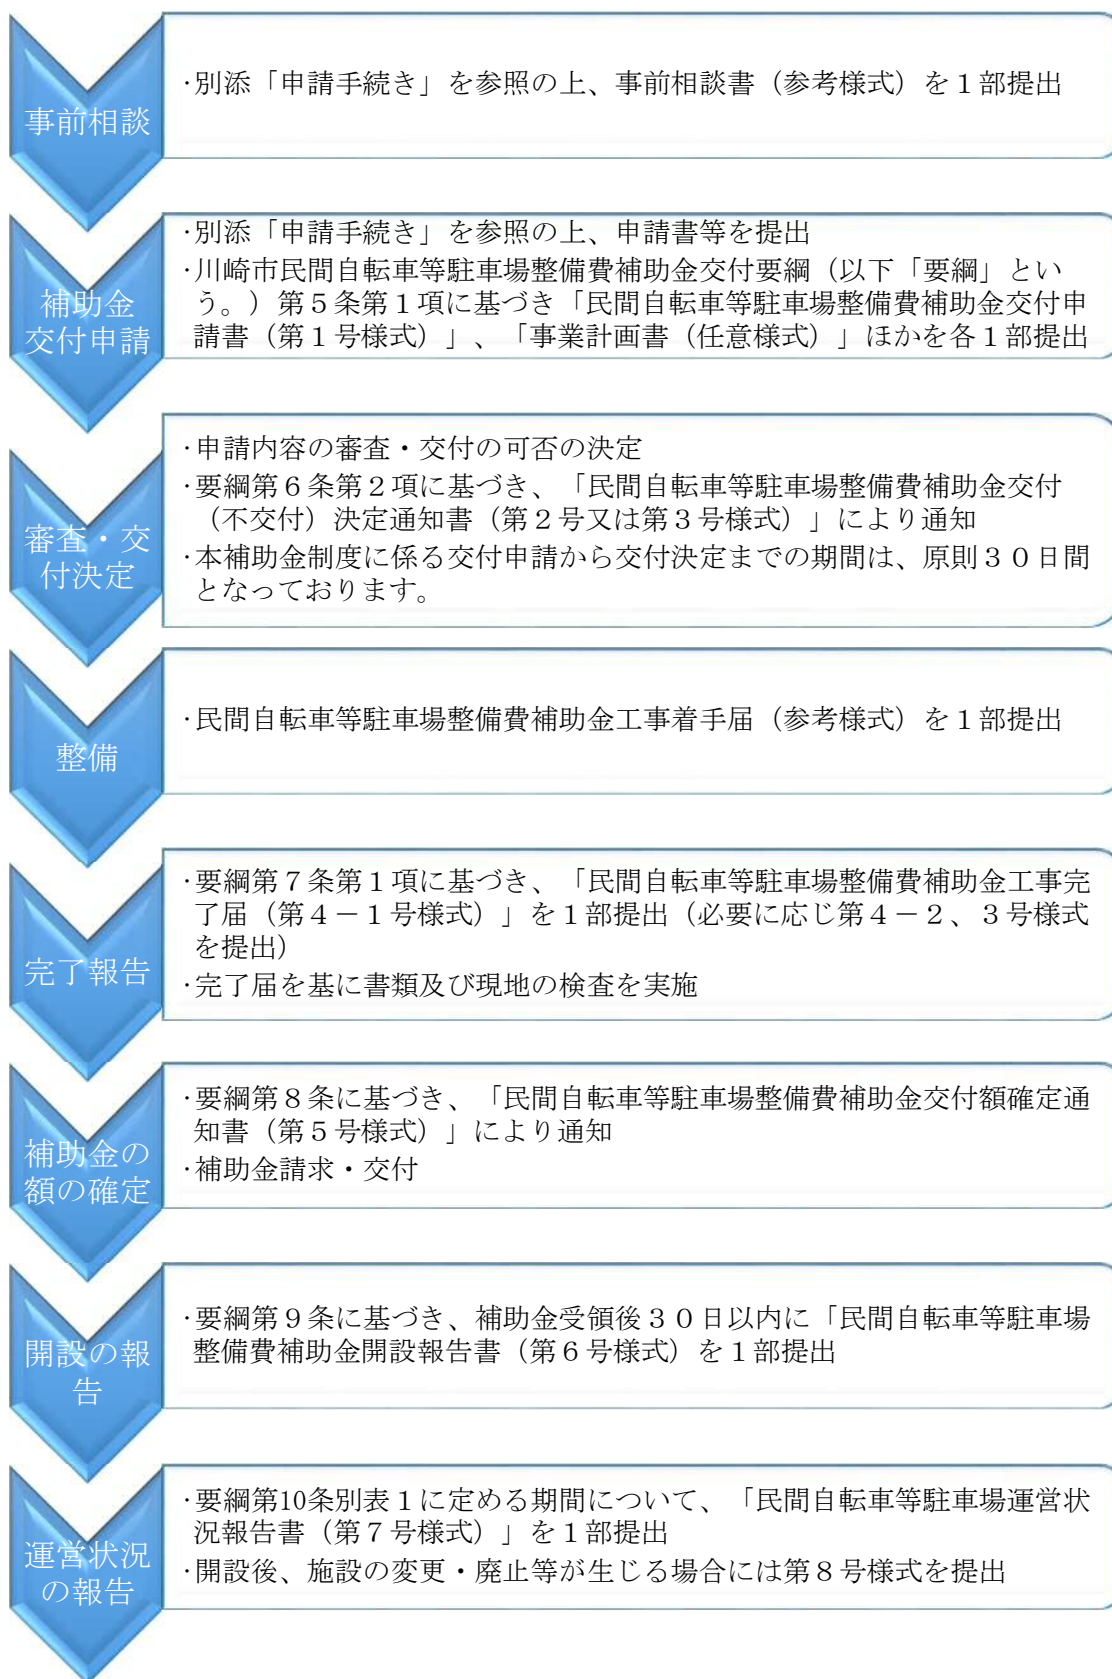 事前相談
・別添「申請手続き」を参照の上、事前相談書（参考様式）を１部提出
補助金
交付申請
・別添「申請手続き」を参照の上、申請書等を提出
・川崎市民間自転車等駐車場整備費補助金交付要綱（以下「要綱」とい
う。）第５条第１項に基づき「民間自転車等駐車場整備費補助金交付申
請書（第１号様式）」、「事業計画書（任意様式）」ほかを各１部提出
審査・交
付決定
・申請内容の審査・交付の可否の決定
・要綱第６条第２項に基づき、「民間自転車等駐車場整備費補助金交付
（不交付）決定通知書（第２号又は第３号様式）」により通知
・本補助金制度に係る交付申請から交付決定までの期間は、原則３０日間
となっております。
整備
・民間自転車等駐車場整備費補助金工事着手届（参考様式）を１部提出
完了報告
・要綱第７条第１項に基づき、「民間自転車等駐車場整備費補助金工事完
了届（第４－１号様式）」を１部提出（必要に応じ第４－２、３号様式
を提出）
・完了届を基に書類及び現地の検査を実施
補助金の
額の確定
・要綱第８条に基づき、「民間自転車等駐車場整備費補助金交付額確定通
知書（第５号様式）」により通知
・補助金請求・交付
開設の報
告
・要綱第９条に基づき、補助金受領後３０日以内に「民間自転車等駐車場
整備費補助金開設報告書（第６号様式）を１部提出
運営状況
の報告
・要綱第10条別表１に定める期間について、「民間自転車等駐車場運営状
況報告書（第７号様式）」を１部提出
・開設後、施設の変更・廃止等が生じる場合には第８号様式を提出